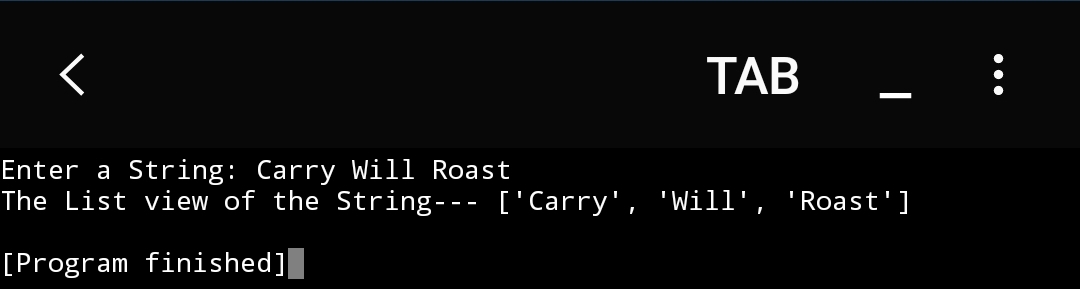 TAB _
Enter a String: Carry Will Roast
The List view of the String--- ['Carry', 'Will', 'Roast']
[Program finished]